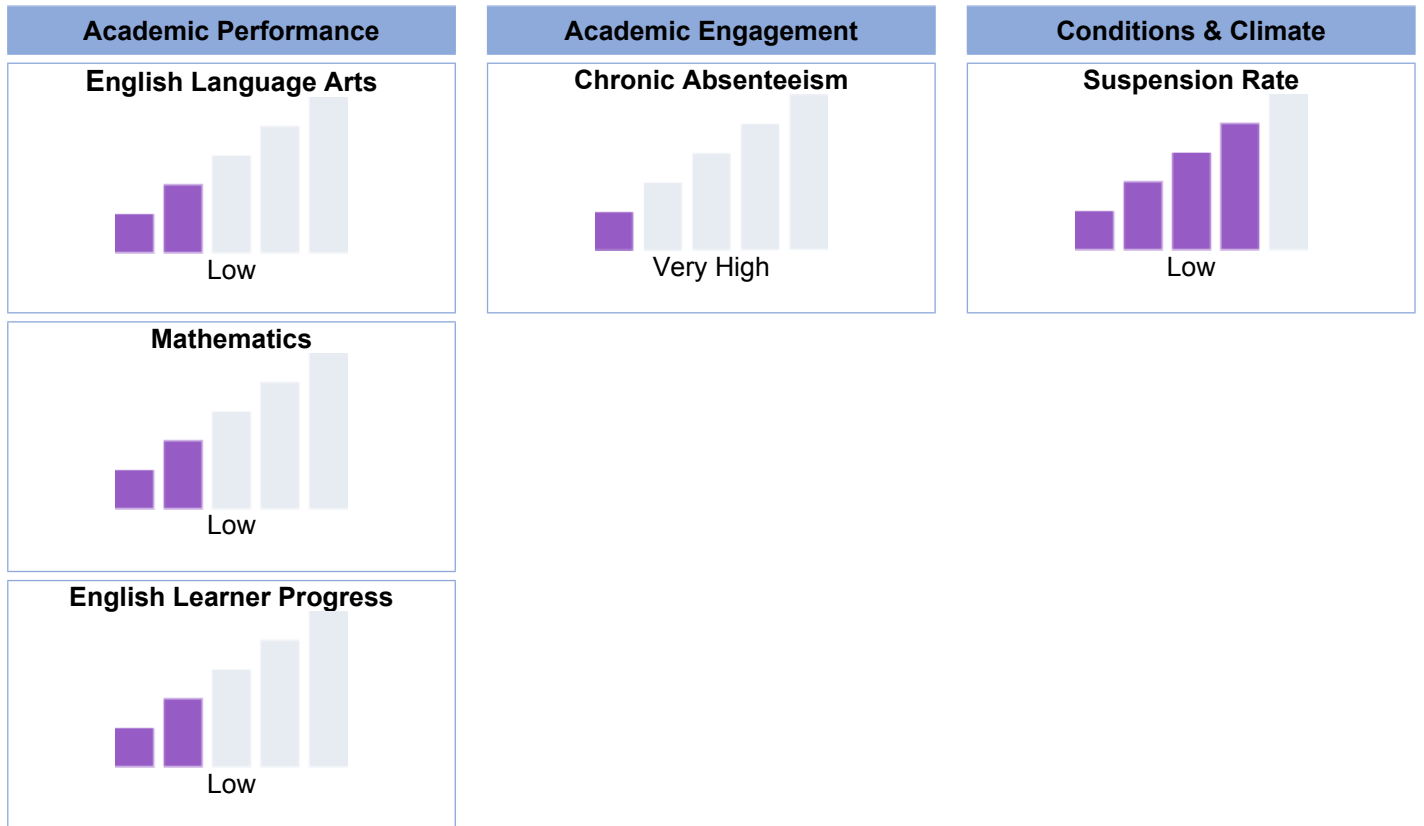 Academic Performance
Academic Engagement
Conditions & Climate
English Language Arts
Low
Chronic Absenteeism
Very High
Suspension Rate
Low
Mathematics
Low
English Learner Progress
Low